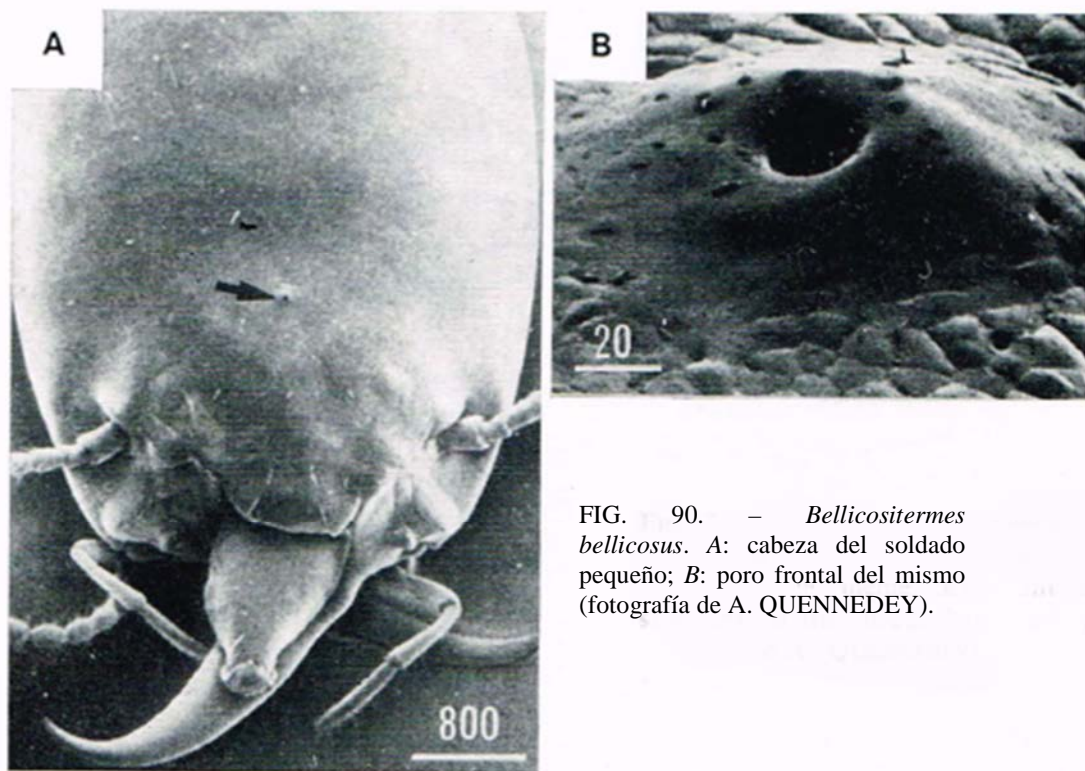 A
B
800
20
FIG. 90. – Bellicositermes
bellicosus. A: cabeza del soldado
pequeño; B: poro frontal del mismo
(fotografía de A. QUENNEDEY).